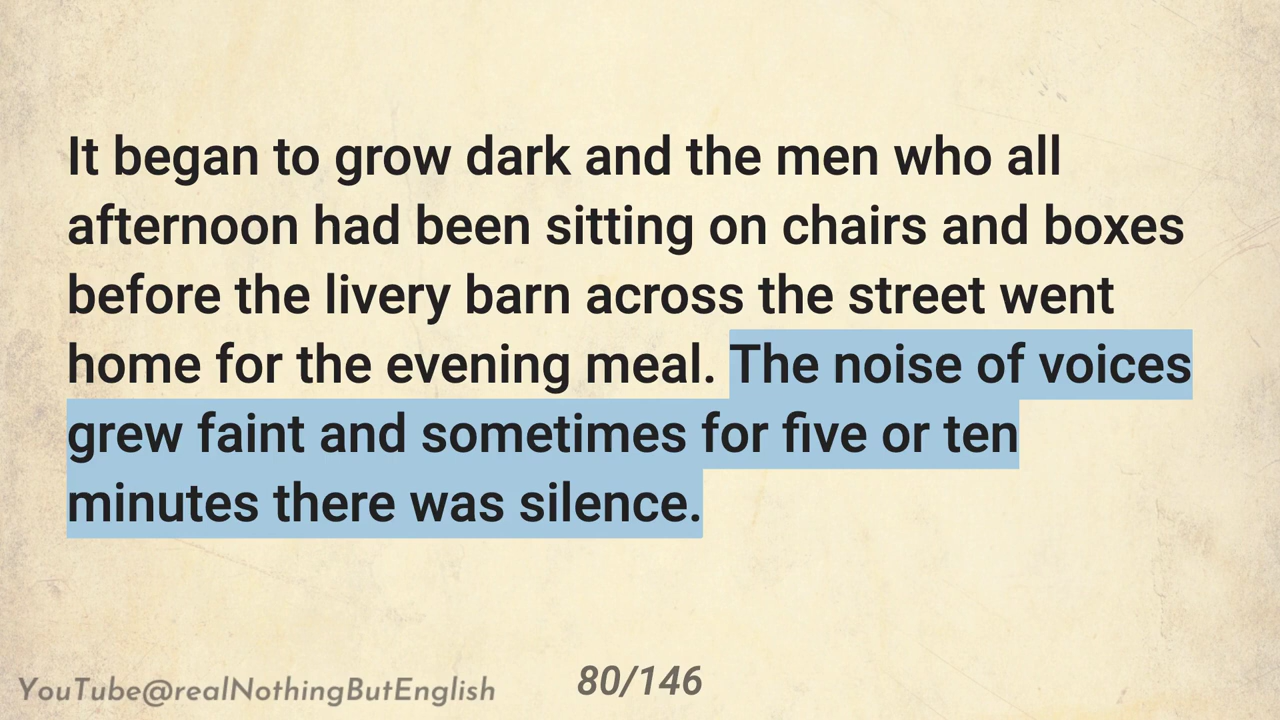 It began to grow dark and the men who all
afternoon had been sitting on chairs and boxes
before the livery barn across the street went
home for the evening meal. The noise of voices
grew faint and sometimes for five or ten
minutes there was silence.
YouTube@realNothingButEnglish
80/146